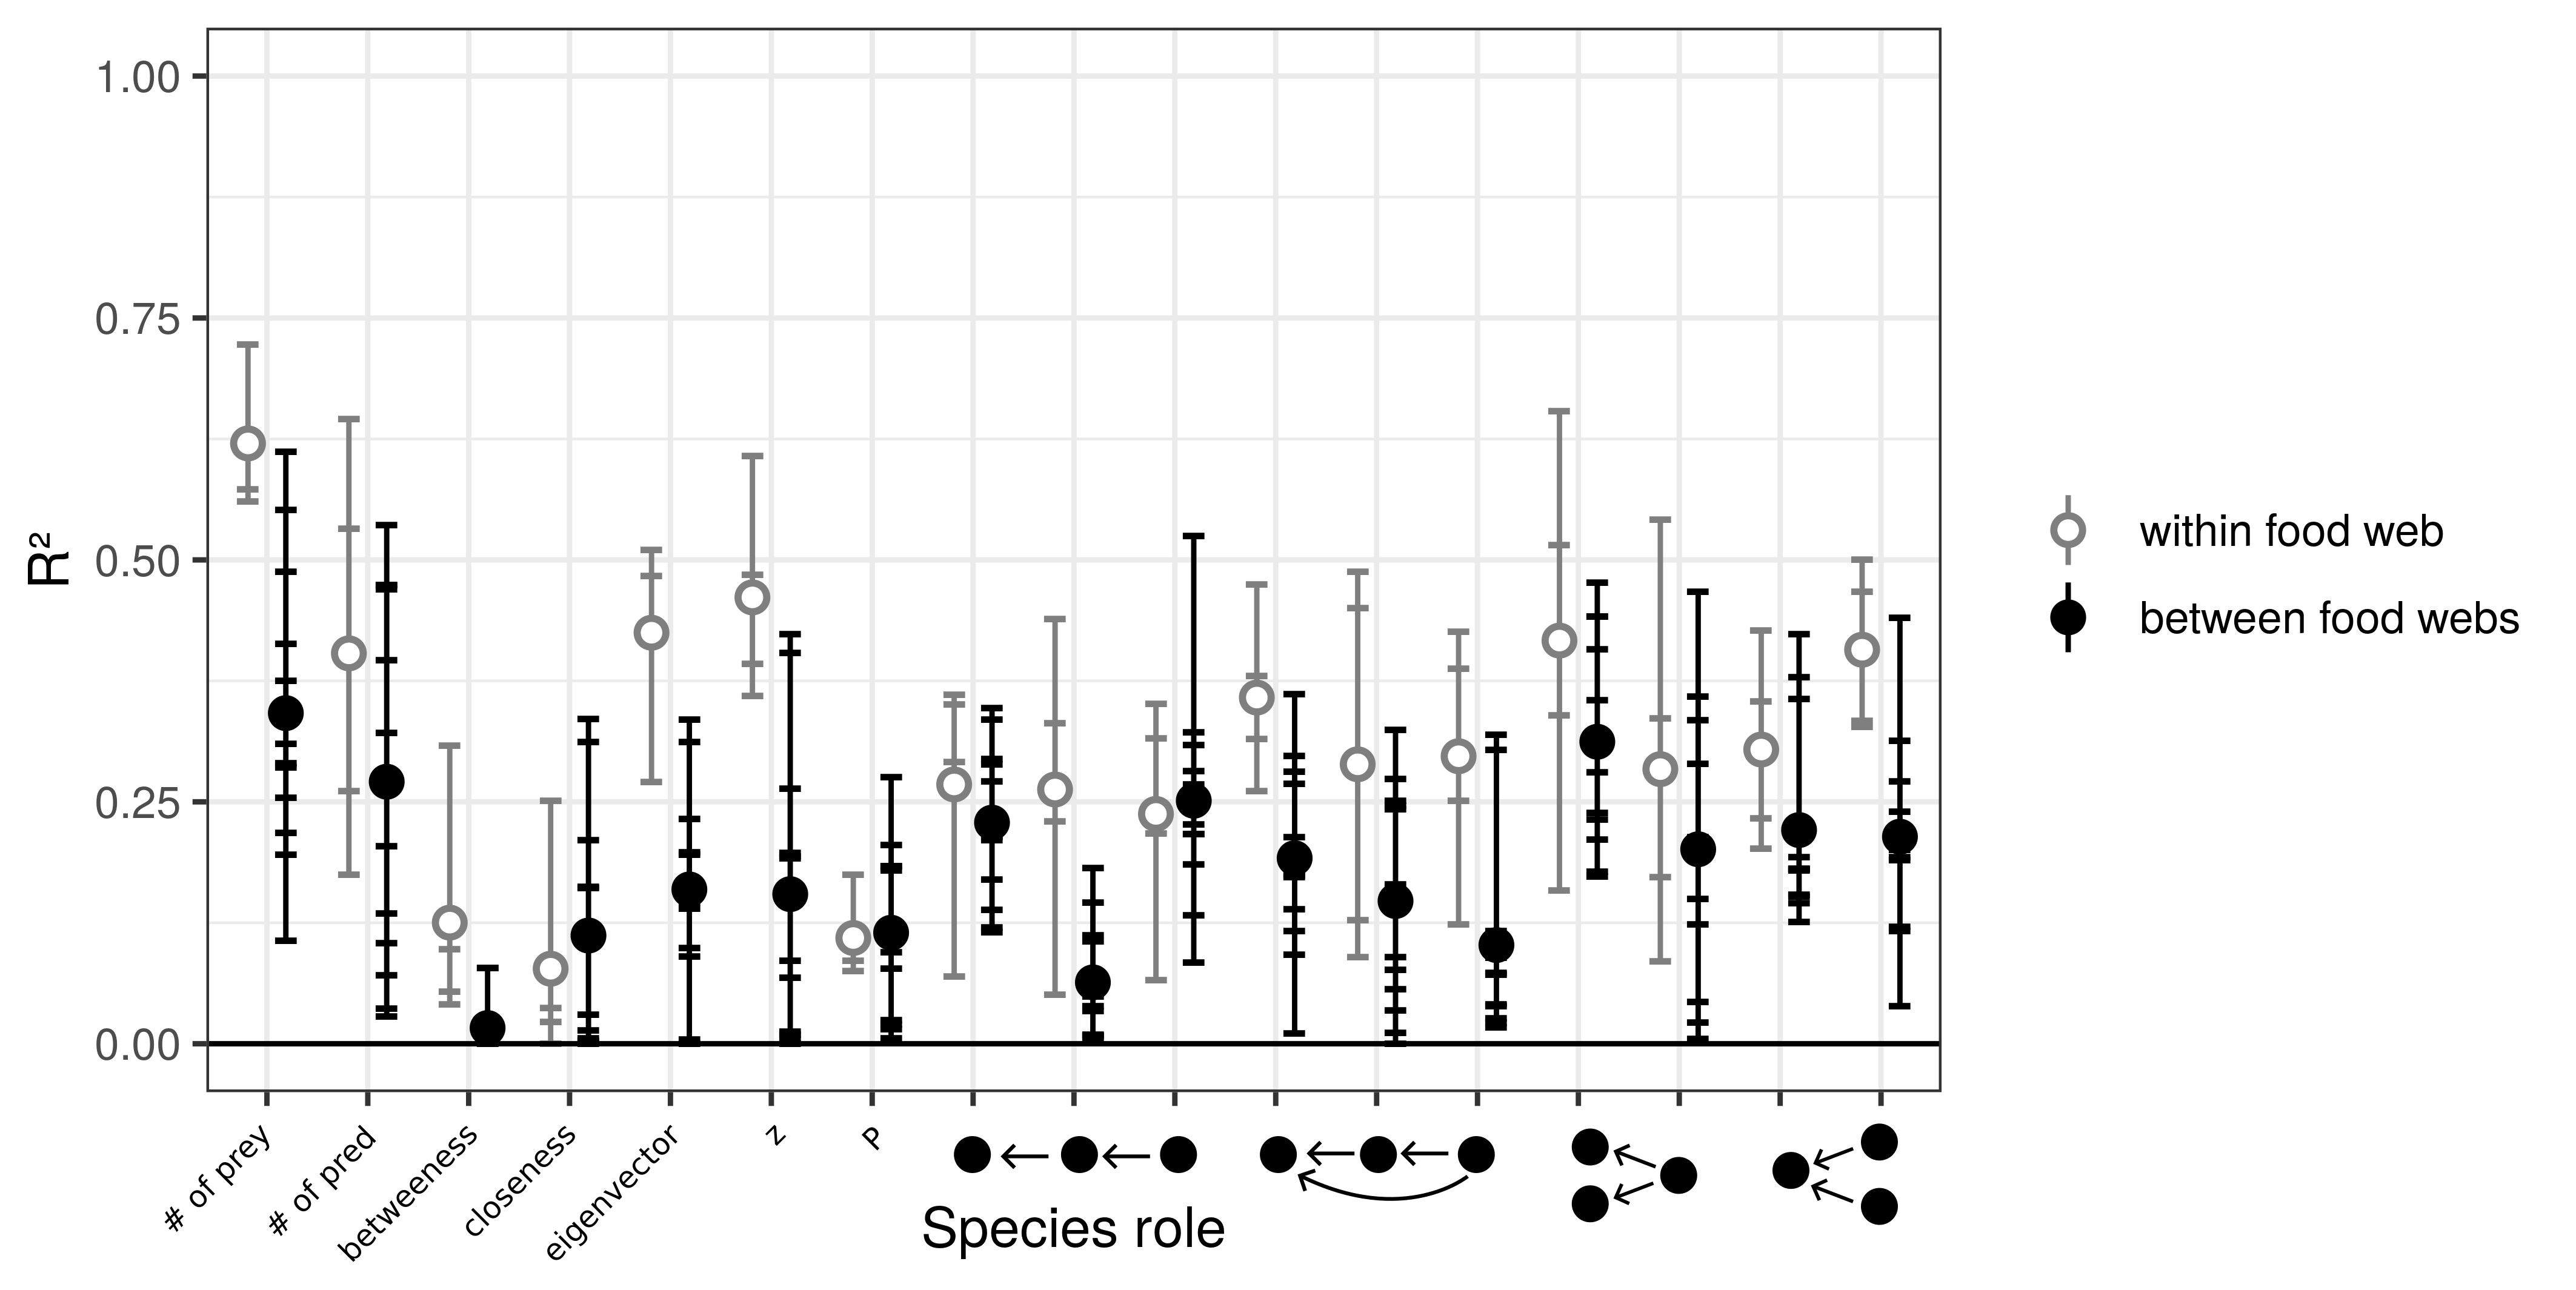 1.00
0.75
0.50
0.25
0.00
R²
# of prey
# of pred
betweeness
closeness
eigenvector
z
P
Species role
within food web
between food webs